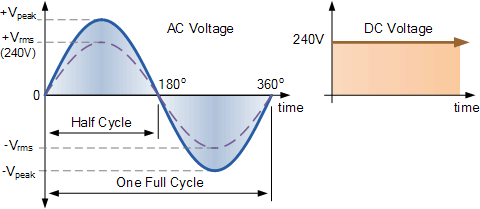 +Vpeak
+Vrms
(240V)
0
-Vrms
-Vpeak
AC Voltage
180°
360°
time
Half Cycle
One Full Cycle
DC Voltage
240V
time